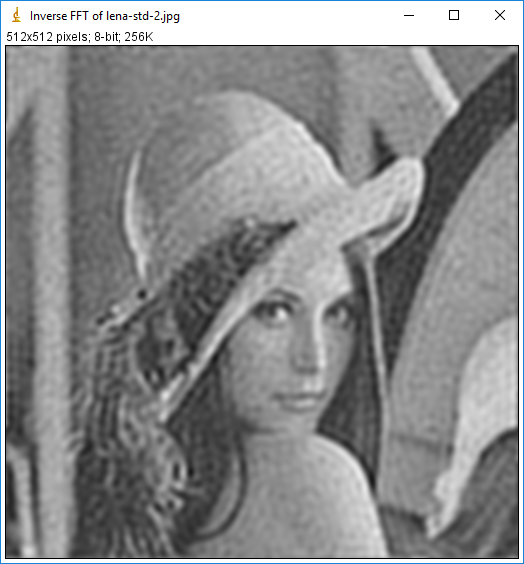 Inverse FFT of lena-std-2.jpg
512x512 pixels; 8-bit; 256K